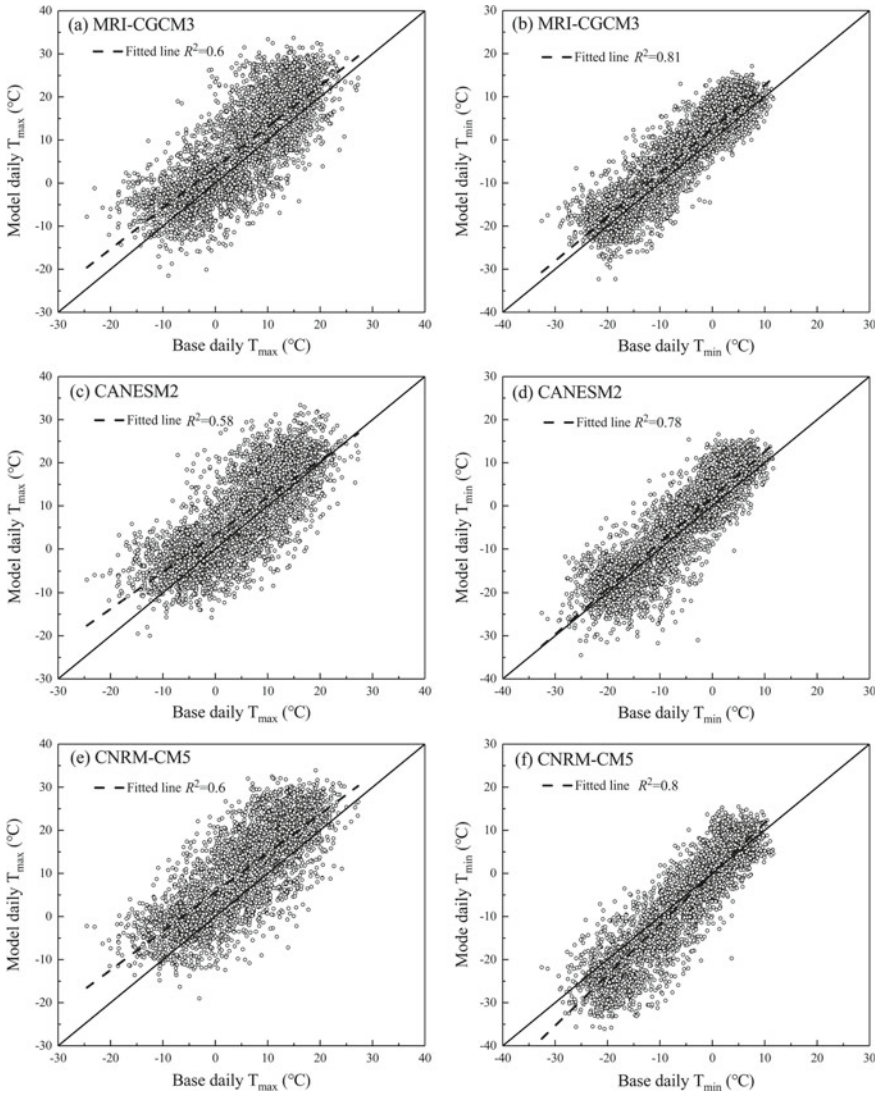 (a) MRI-CGCM3
Fitted line R²=0.6
Model daily Tmax (°C)
40
30
20
10
0
-10
-20
-30
-30 -20 -10 0 10 20 30 40
Base daily Tmax (°C)
(b) MRI-CGCM3
Fitted line R²=0.81
Model daily Tmin (°C)
30
20
10
0
-10
-20
-30
-40
-40 -30 -20 -10 0 10 20 30
Base daily Tmin (°C)
(c) CANESM2
Fitted line R²=0.58
Model daily Tmax (°C)
40
30
20
10
0
-10
-20
-30
-30 -20 -10 0 10 20 30 40
Base daily Tmax (°C)
(d) CANESM2
Fitted line R²=0.78
Model daily Tmin (°C)
30
20
10
0
-10
-20
-30
-40
-40 -30 -20 -10 0 10 20 30
Base daily Tmin (°C)
(e) CNRM-CM5
Fitted line R²=0.6
Model daily Tmax (°C)
40
30
20
10
0
-10
-20
-30
-30 -20 -10 0 10 20 30 40
Base daily Tmax (°C)
(f) CNRM-CM5
Fitted line R²=0.8
Mode daily Tmin (°C)
30
20
10
0
-10
-20
-30
-40
-40 -30 -20 -10 0 10 20 30
Base daily Tmin (°C)